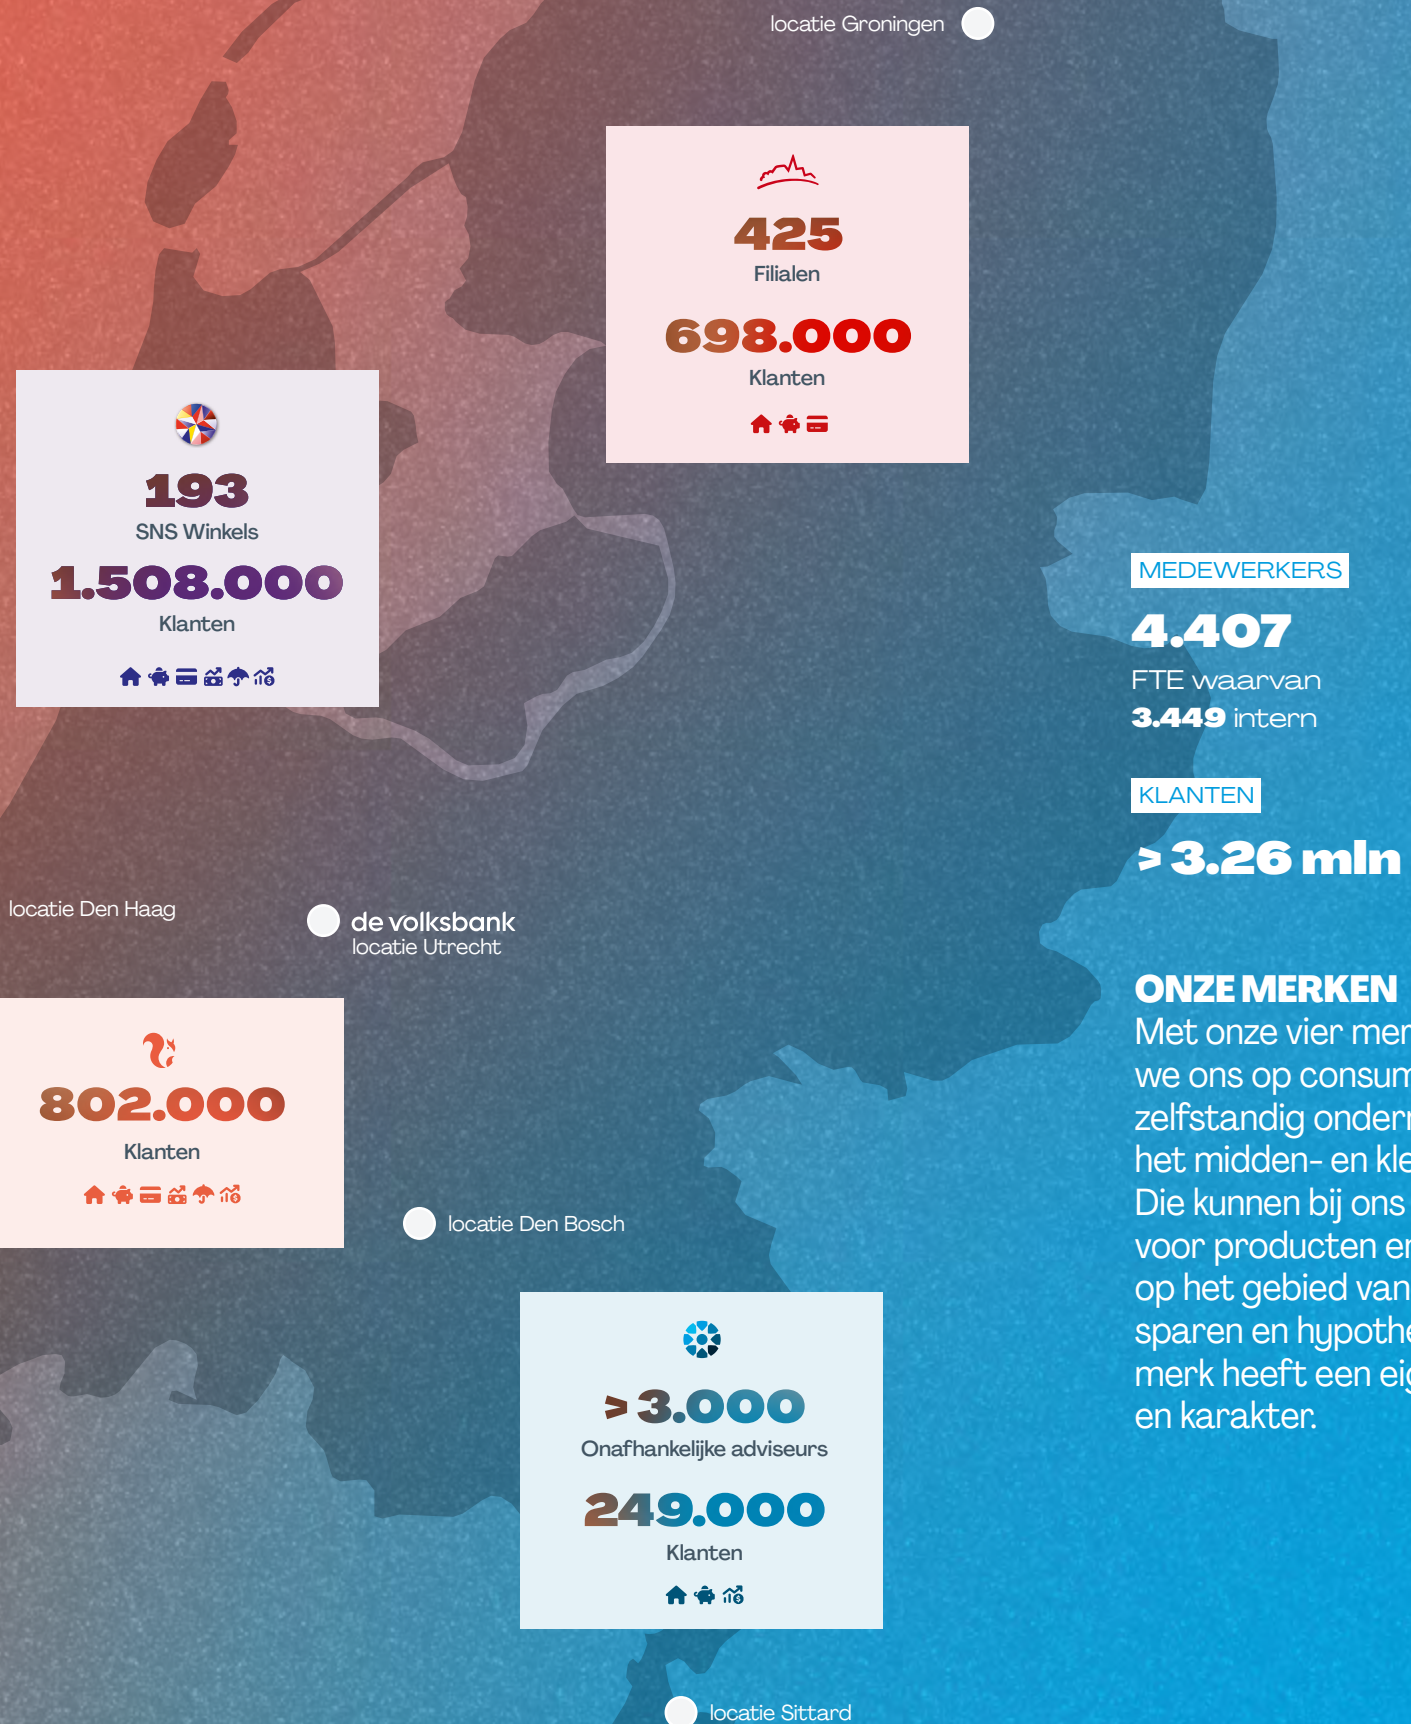 locatie Groningen
425
Filialen
698.000
Klanten
193
SNS Winkels
1.508.000
Klanten
MEDEWERKERS
4.407
FTE waarvan
3.449 intern
KLANTEN
> 3.26 mln
locatie Den Haag
de volksbank
locatie Utrecht
802.000
Klanten
locatie Den Bosch
> 3.000
Onafhankelijke adviseurs
249.000
Klanten
locatie Sittard
ONZE MERKEN
Met onze vier mer
we ons op consum
zelfstandig onder
het midden- en kle
Die kunnen bij ons
voor producten en
op het gebied van
sparen en hypothe
merk heeft een eig
en karakter.